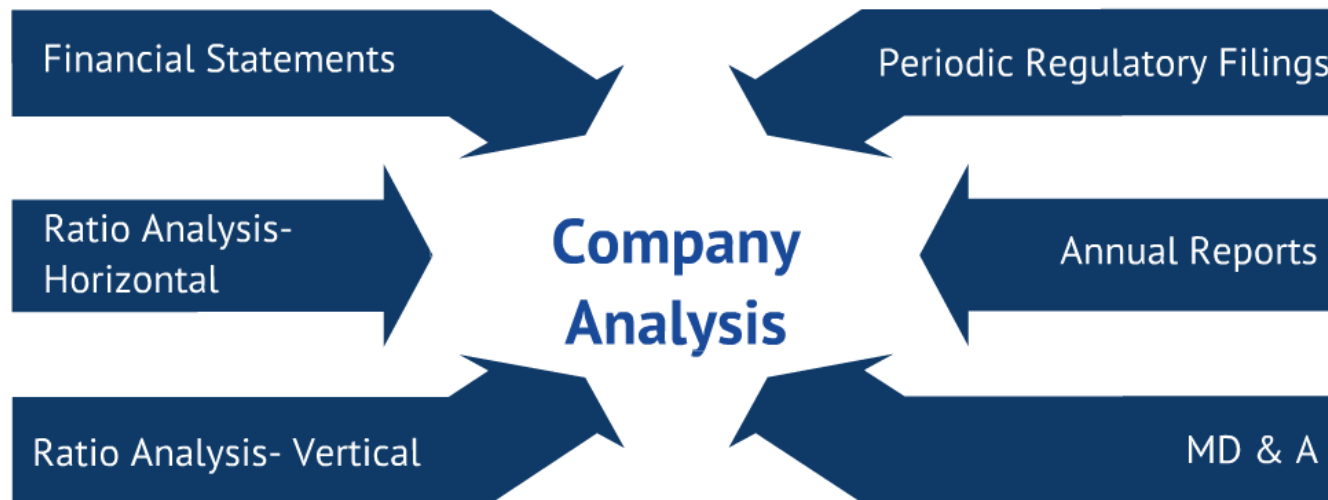 Financial Statements
Periodic Regulatory Filings
Ratio Analysis-
Horizontal
Company
Analysis
Annual Reports
Ratio Analysis- Vertical
MD & A